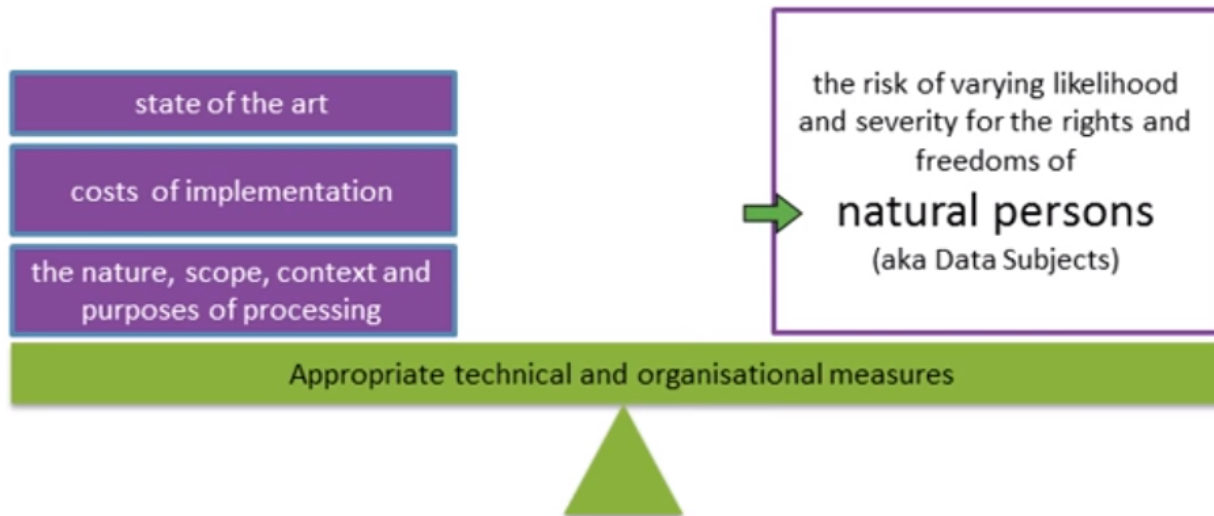 state of the art
costs of implementation
the nature, scope, context and
purposes of processing
the risk of varying likelihood
and severity for the rights and
freedoms of
natural persons
(aka Data Subjects)
Appropriate technical and organisational measures